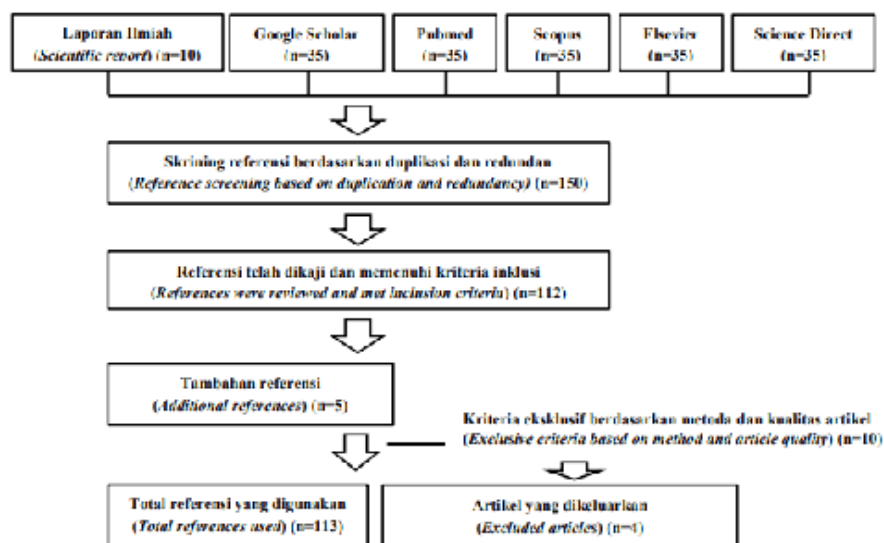 Laporan Ilmiah
(Scientific report) (n=10)
Google Scholar
(n=35)
Pubmed
(n=35)
Scopus
(n=35)
Elsevier
(n=35)
Science Direct
(n=35)
Skrining referensi berdasarkan duplikasi dan redundan
(Reference screening based on duplication and redundancy) (n=150)
Referensi telah dikaji dan memenuhi kriteria inklusi
(References were reviewed and met inclusion criteria) (n=112)
Tambahan referensi
(Additional references) (n=5)
Kriteria eksklusif berdasarkan metoda dan kualitas artikel
(Exclusive criteria based on method and article quality) (n=10)
Total referensi yang digunakan
(Total references used) (n=113)
Artikel yang dikeluarkan
(Excluded articles) (n=4)